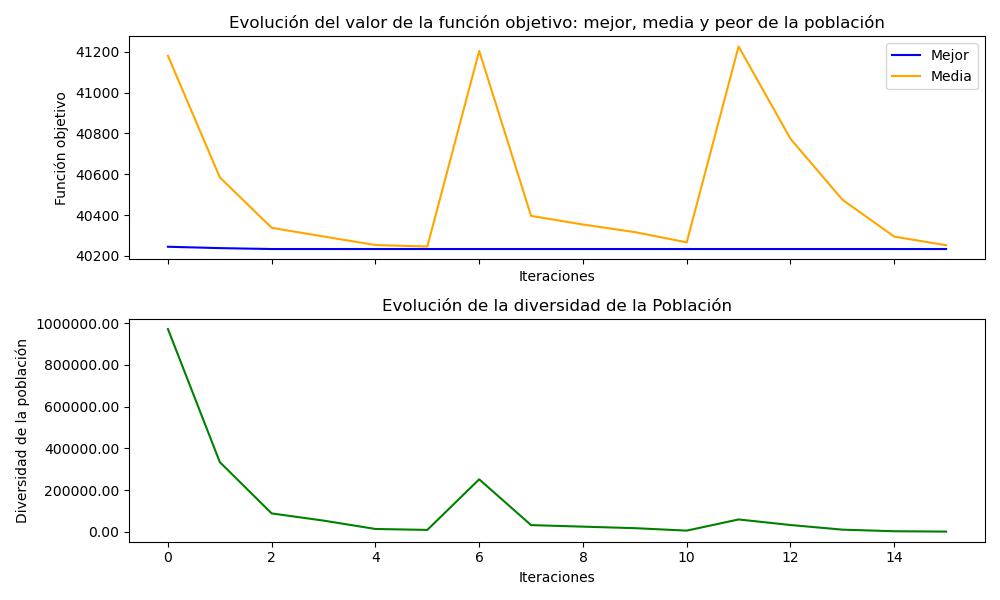 Evolución del valor de la función objetivo: mejor, media y peor de la población
41200
41000
40800
40600
40400
40200
Función objetivo
Mejor
Media
Iteraciones
Evolución de la diversidad de la Población
1000000.00
800000.00
600000.00
400000.00
200000.00
0.00
Diversidad de la población
0 2 4 6 8 10 12 14
Iteraciones